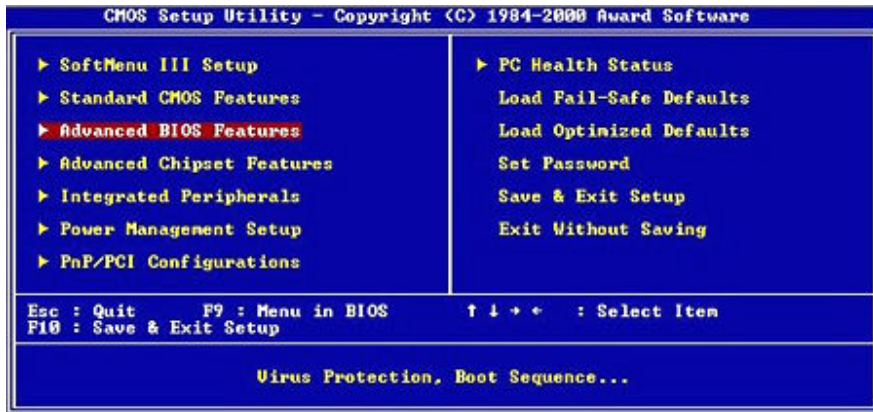 CMOS Setup Utility - Copyright (C) 1984-2000 Award Software
▶ SoftMenu III Setup
▶ Standard CMOS Features
▶ Advanced BIOS Features
▶ Advanced Chipset Features
▶ Integrated Peripherals
▶ Power Management Setup
▶ PnP/PCI Configurations
▶ PC Health Status
Load Fail-Safe Defaults
Load Optimized Defaults
Set Password
Save & Exit Setup
Exit Without Saving
Esc : Quit F9 : Menu in BIOS ↑ ↓ → ← : Select Item
F10 : Save & Exit Setup
Virus Protection, Boot Sequence...